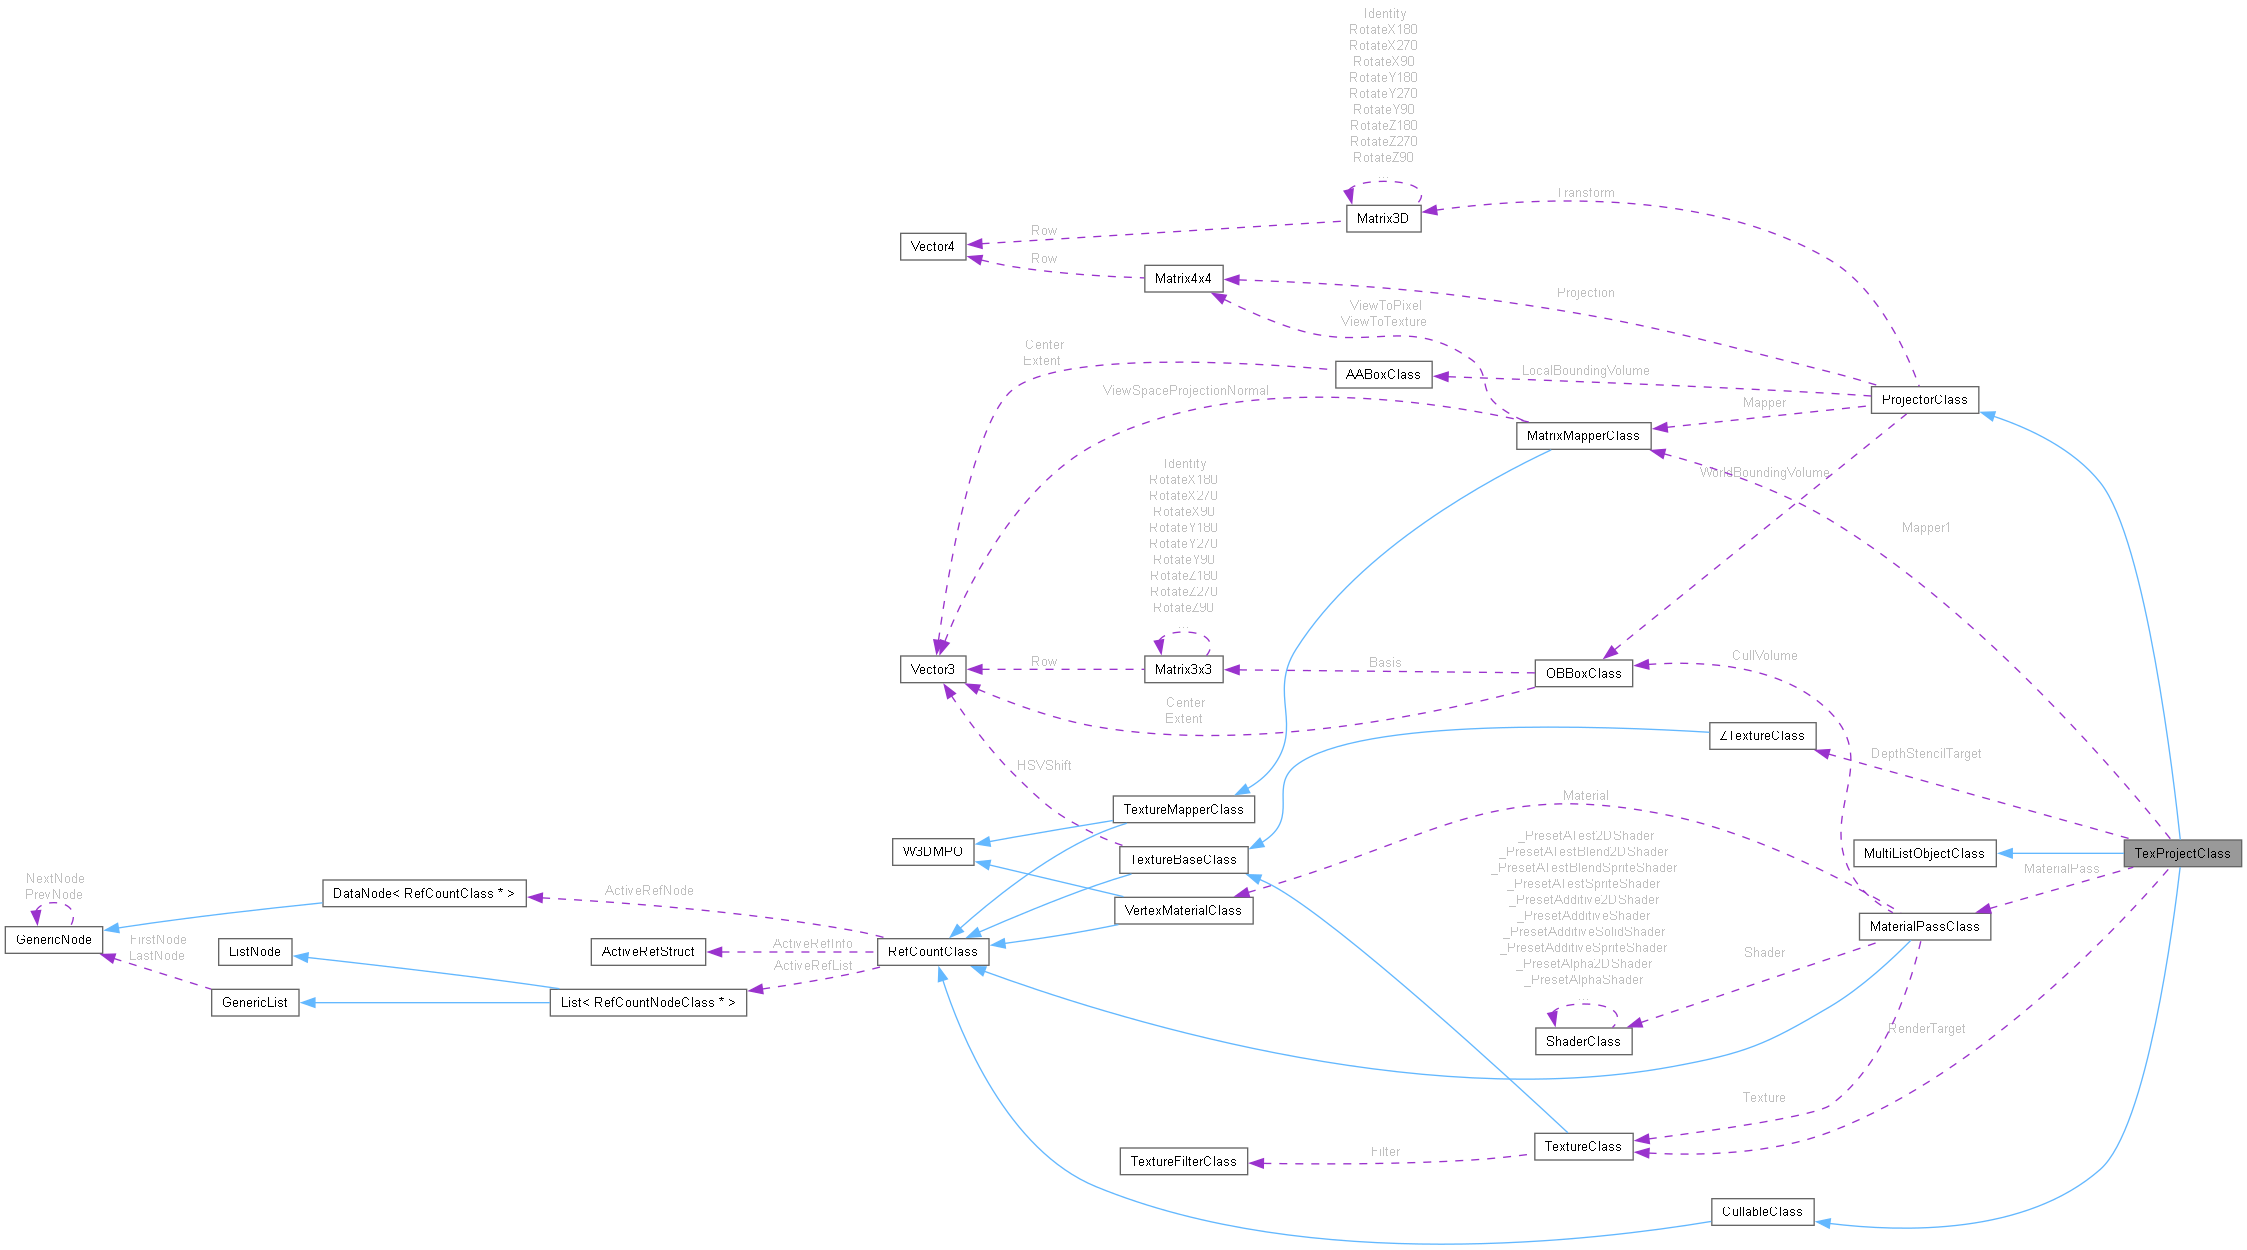 Identity
RotateX180
RotateX270
RotateX90
RotateY180
RotateY270
RotateY90
RotateZ180
RotateZ270
RotateZ90
...
Transform
Matrix3D
Row
Vector4
Row
Matrix4x4
Projection
ViewToPixel
ViewToTexture
Center
Extent
AABoxClass
LocalBoundingVolume
ProjectorClass
ViewSpaceProjectionNormal
Mapper
MatrixMapperClass
Identity
RotateX180
RotateX270
RotateX90
RotateY180
RotateY270
RotateY90
RotateZ180
RotateZ270
RotateZ90
...
WorldBoundingVolume
Mapper1
Vector3
Row
Matrix3x3
Basis
OBBoxClass
CullVolume
Center
Extent
ZTextureClass
DepthStencilTarget
HSVShift
TextureMapperClass
Material
W3DMPO
TextureBaseClass
_PresetATest2DShader
_PresetATestBlend2DShader
_PresetATestBlendSpriteShader
_PresetATestSpriteShader
_PresetAdditive2DShader
_PresetAdditiveShader
_PresetAdditiveSolidShader
_PresetAdditiveSpriteShader
_PresetAlpha2DShader
_PresetAlphaShader
...
MultiListObjectClass
TexProjectClass
MaterialPass
NextNode
PrevNode
DataNode< RefCountClass * >
ActiveRefNode
VertexMaterialClass
MaterialPassClass
GenericNode
FirstNode
LastNode
ListNode
ActiveRefStruct
ActiveRefInfo
RefCountClass
ActiveRefList
Shader
GenericList
List< RefCountNodeClass * >
ShaderClass
RenderTarget
Texture
TextureClass
Filter
TextureFilterClass
CullableClass